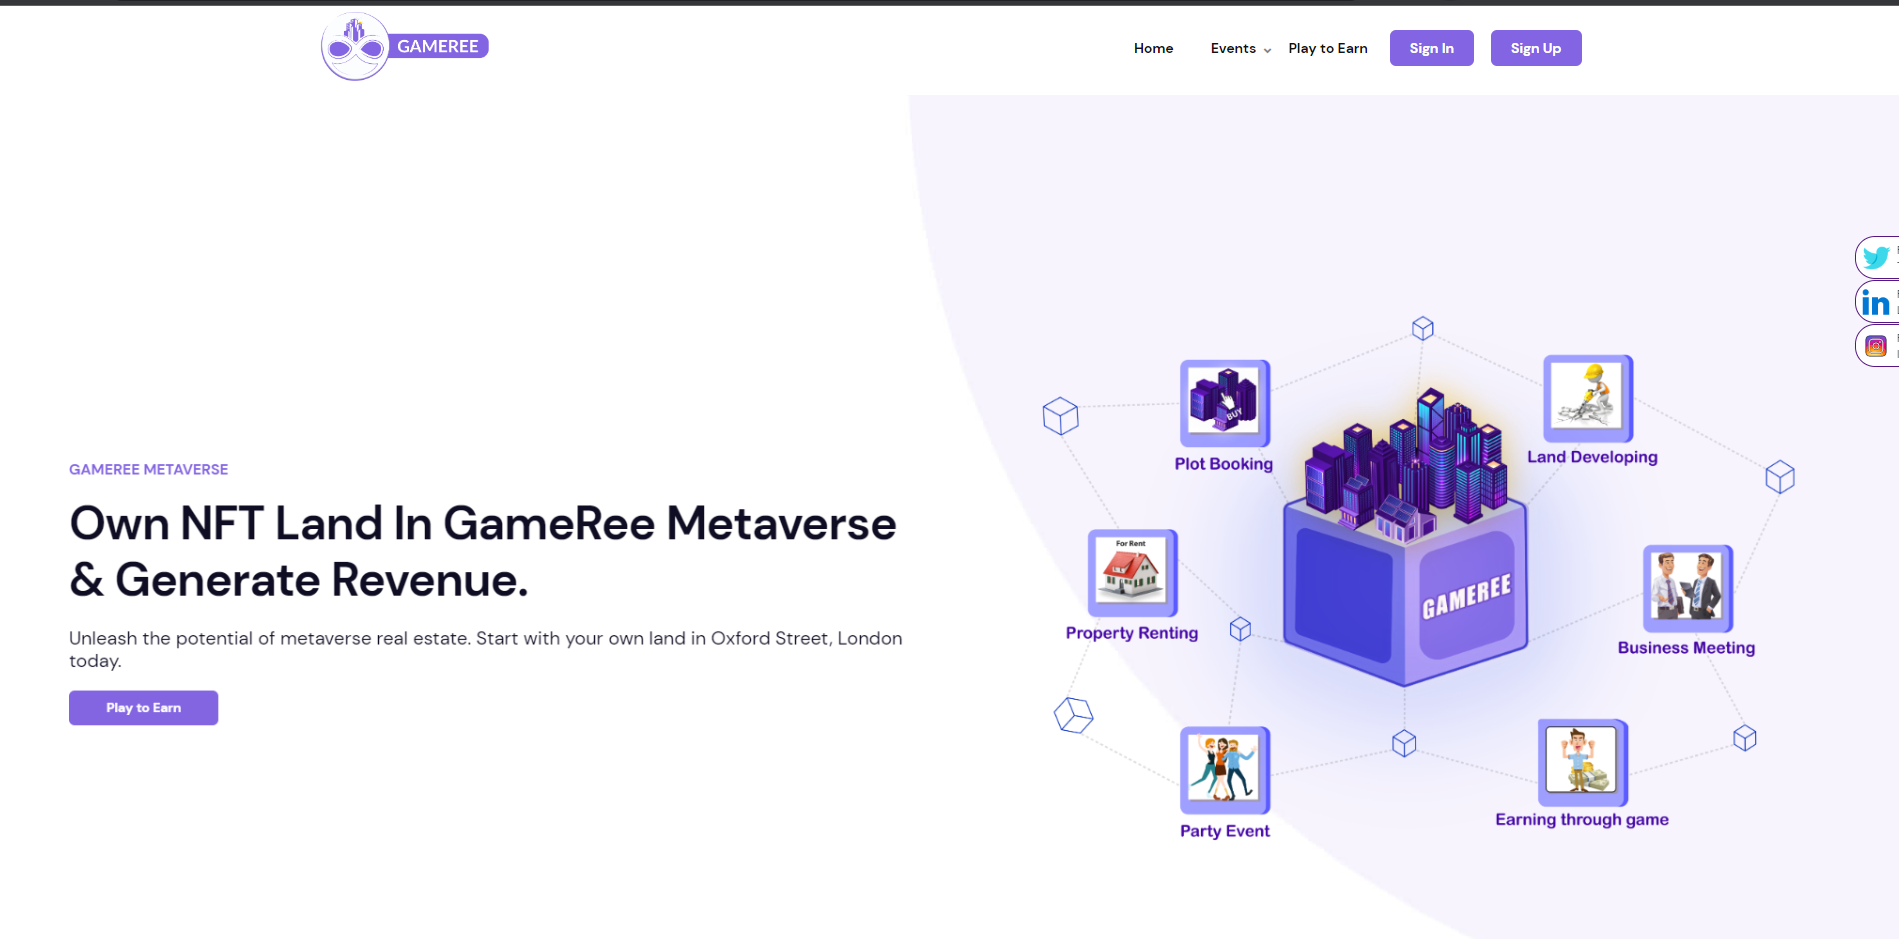 GAMEREE
Home Events Play to Earn Sign In Sign Up
GAMEREE METAVERSE
Own NFT Land In GameRee Metaverse
& Generate Revenue.
Unleash the potential of metaverse real estate. Start with your own land in Oxford Street, London
today.
Play to Earn
BUY
Plot Booking
Land Developing
For Rent
Property Renting
GAMEREE
Business Meeting
Party Event
Earning through game
in